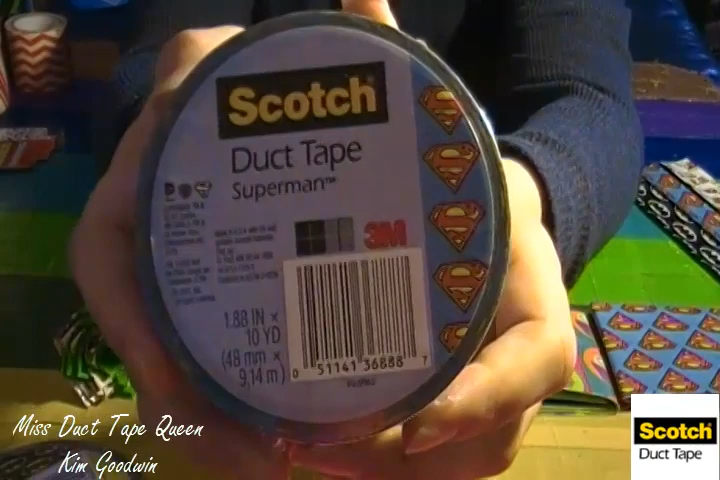 Scotch
Duct Tape
Superman™
3M
1.88 IN ×
10 YD
(48 mm ×
9,14 m)
0 51141 36888 7
Miss Duct Tape Queen
Kim Goodwin
Scotch
Duct Tape